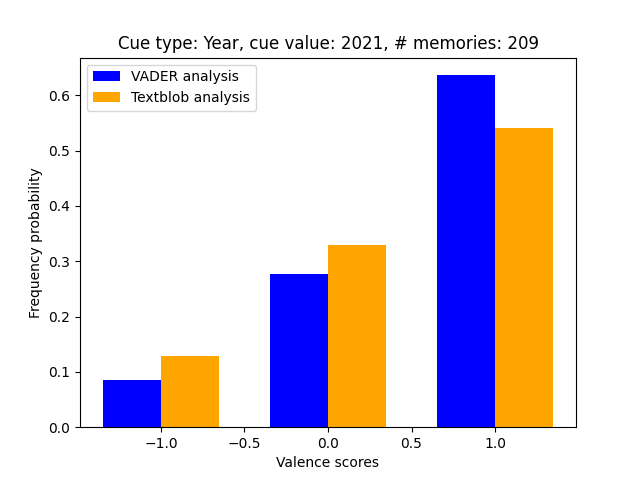 Cue type: Year, cue value: 2021, # memories: 209
VADER analysis
Textblob analysis
0.6
0.5
0.4
0.3
0.2
0.1
0.0
Frequency probability
−1.0 −0.5 0.0 0.5 1.0
Valence scores